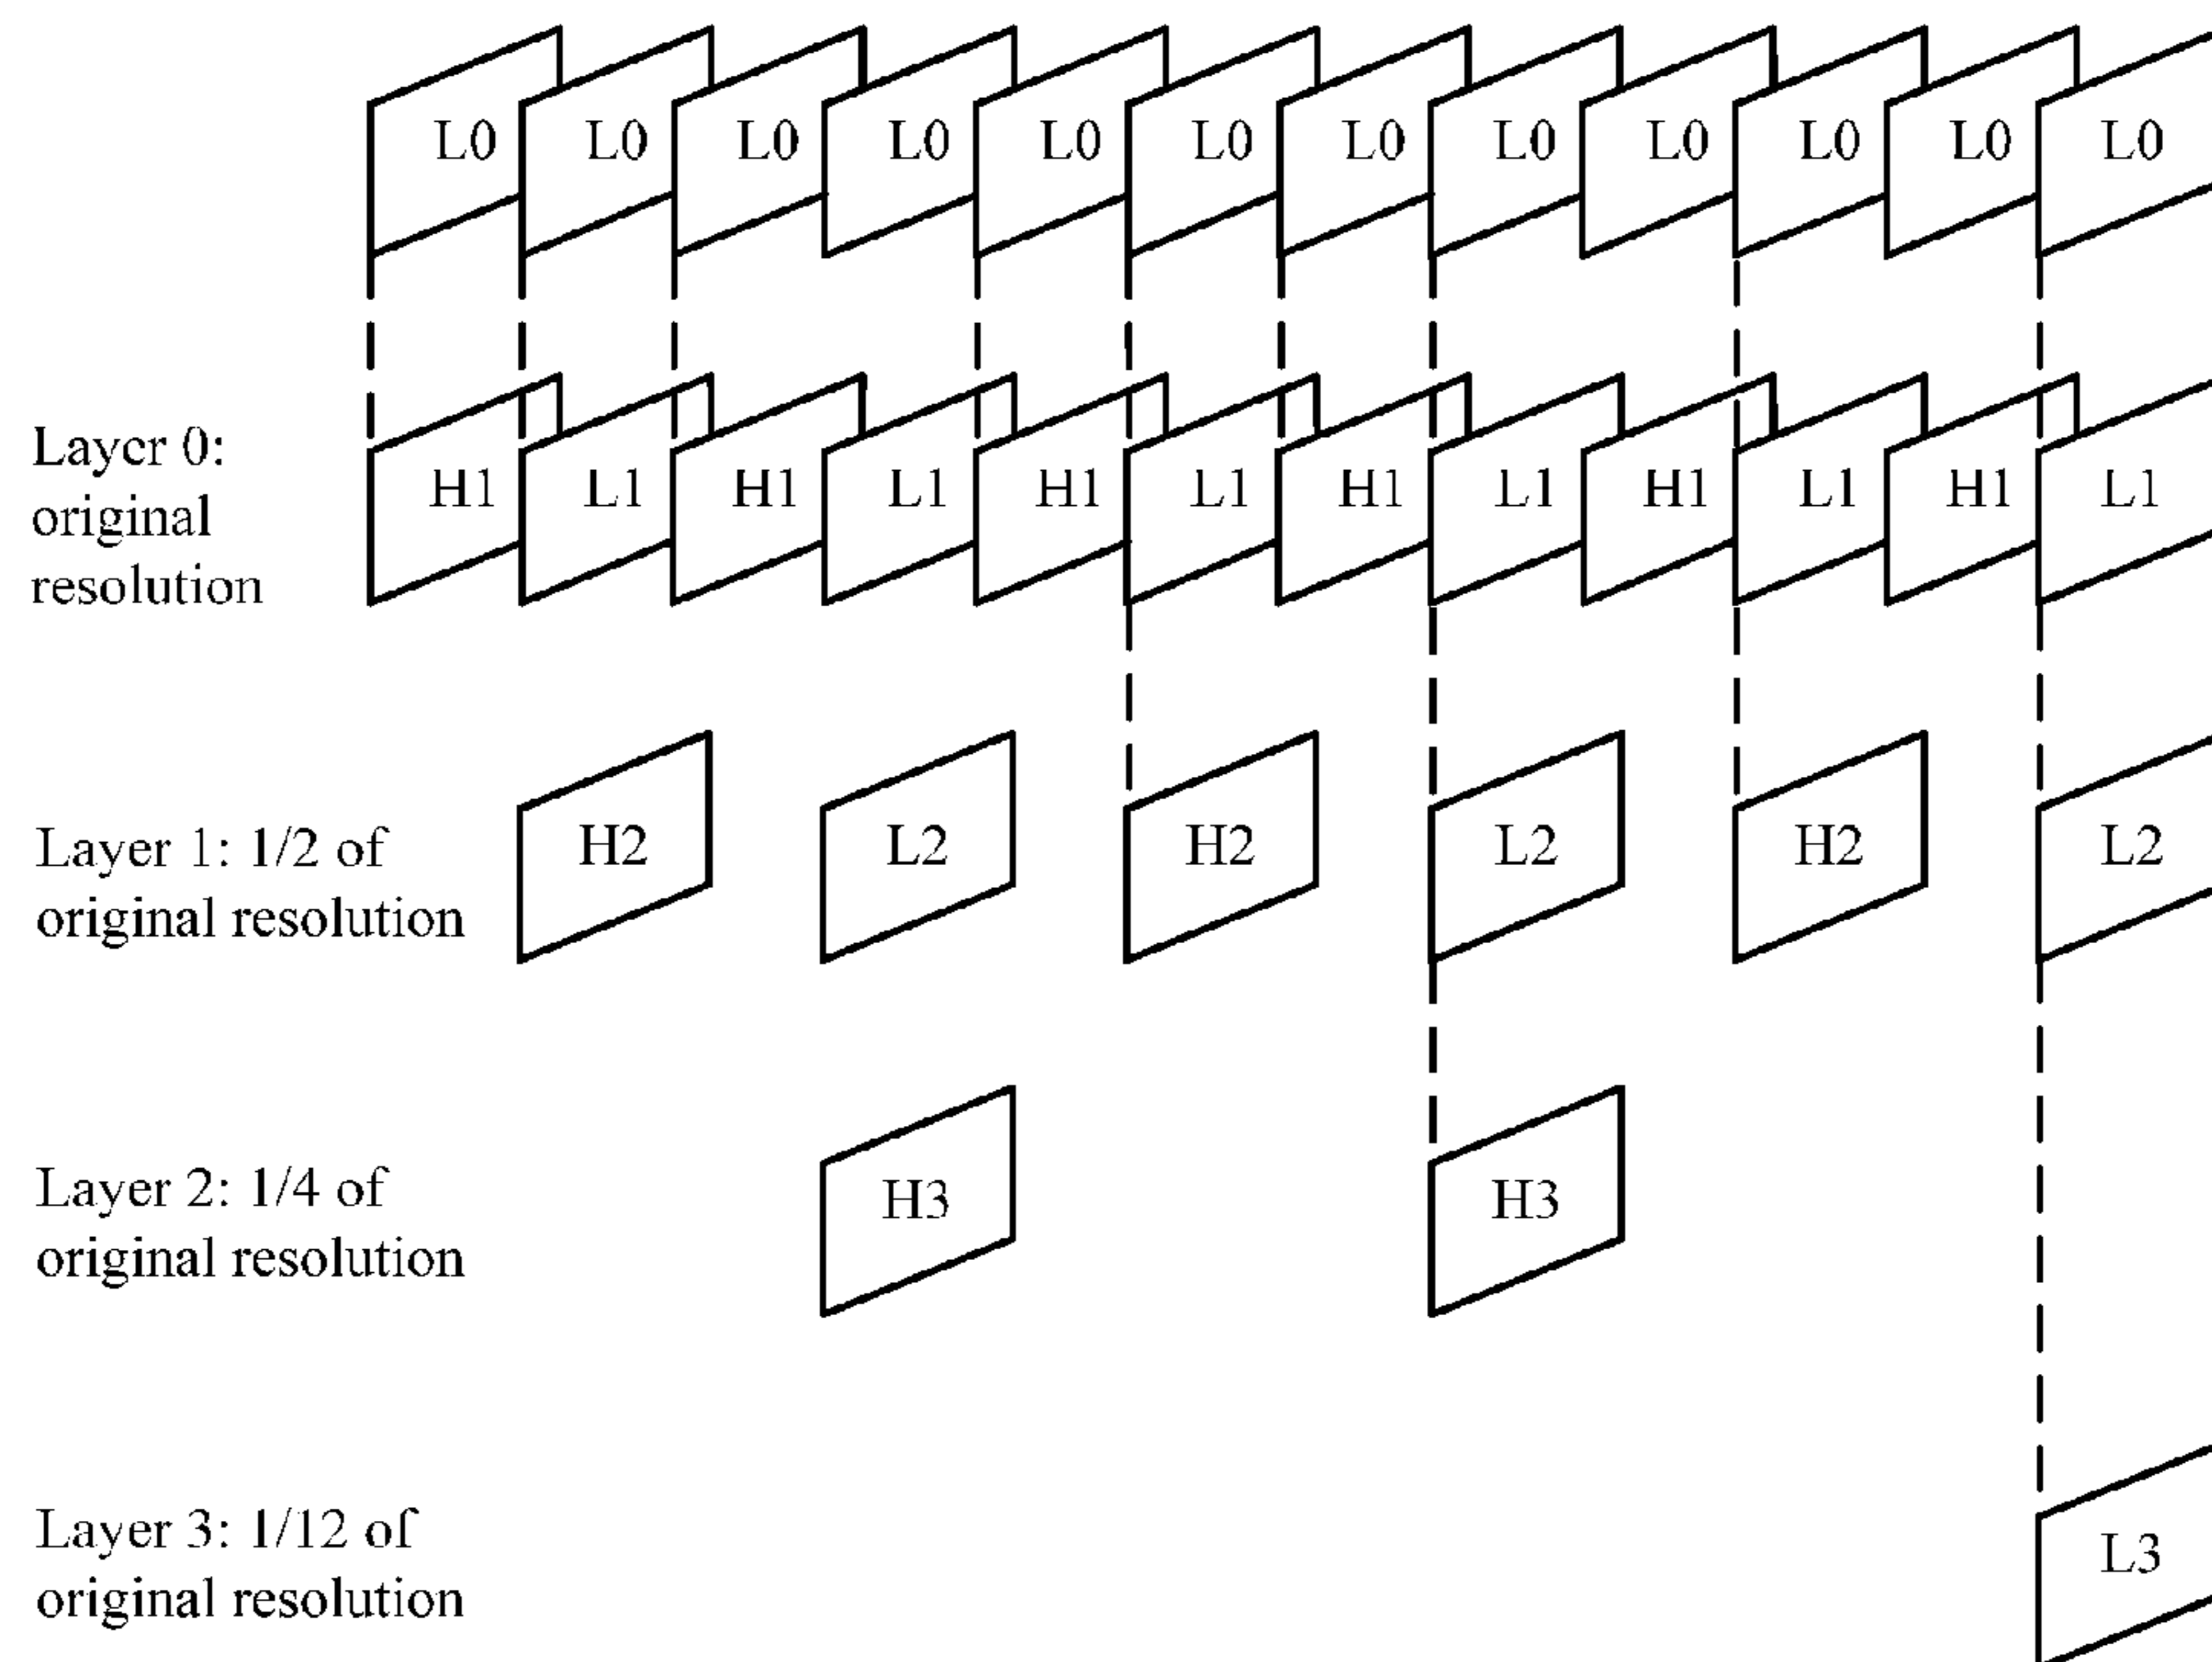 L0 L0 L0 L0 L0 L0 L0 L0 L0 L0 L0 L0
Layer 0:
original
resolution
H1 L1 H1 L1 H1 L1 H1 L1 H1 L1 H1 L1
Layer 1: 1/2 of
original resolution
H2 L2 H2 L2 H2 L2
Layer 2: 1/4 of
original resolution
H3 H3
Layer 3: 1/12 of
original resolution
L3